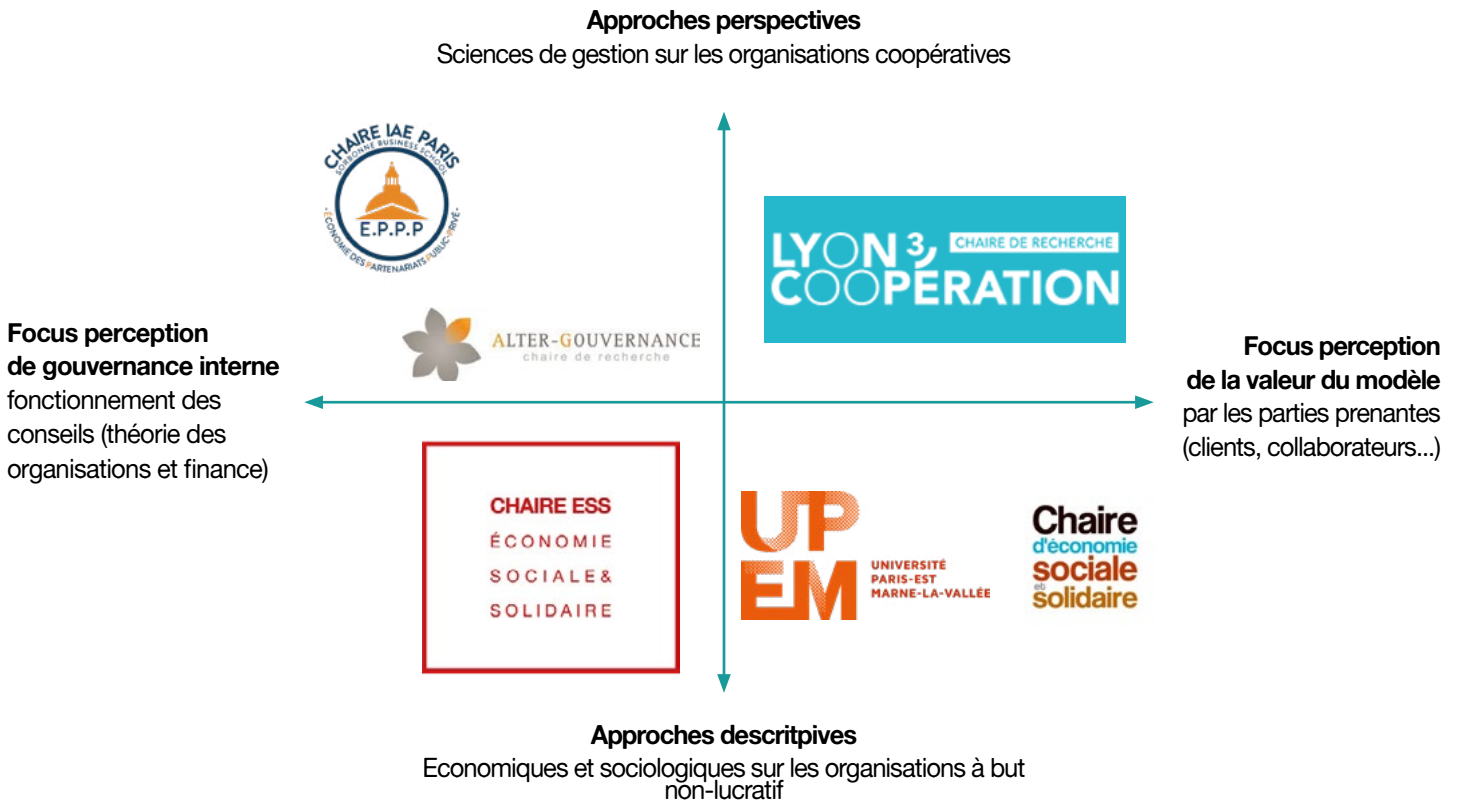 Approches perspectives
Sciences de gestion sur les organisations coopératives
CHAIRE IAE PARIS
SORBONNE BUSINESS SCHOOL
E.P.P.P
- ÉCONOMIE DES PARTENARIATS PUBLIC-PRIVÉ -
LYON 3, CHAIRE DE RECHERCHE
COOPÉRATION
ALTER-GOUVERNANCE
chaire de recherche
Focus perception
de gouvernance interne
fonctionnement des
conseils (théorie des
organisations et finance)
Focus perception
de la valeur du modèle
par les parties prenantes
(clients, collaborateurs...)
CHAIRE ESS
ÉCONOMIE
SOCIALE&
SOLIDAIRE
UP
EM
UNIVERSITÉ
PARIS-EST
MARNE-LA-VALLÉE
Chaire
d'économie
sociale
et
solidaire
Approches descritpives
Economiques et sociologiques sur les organisations à but
non-lucratif